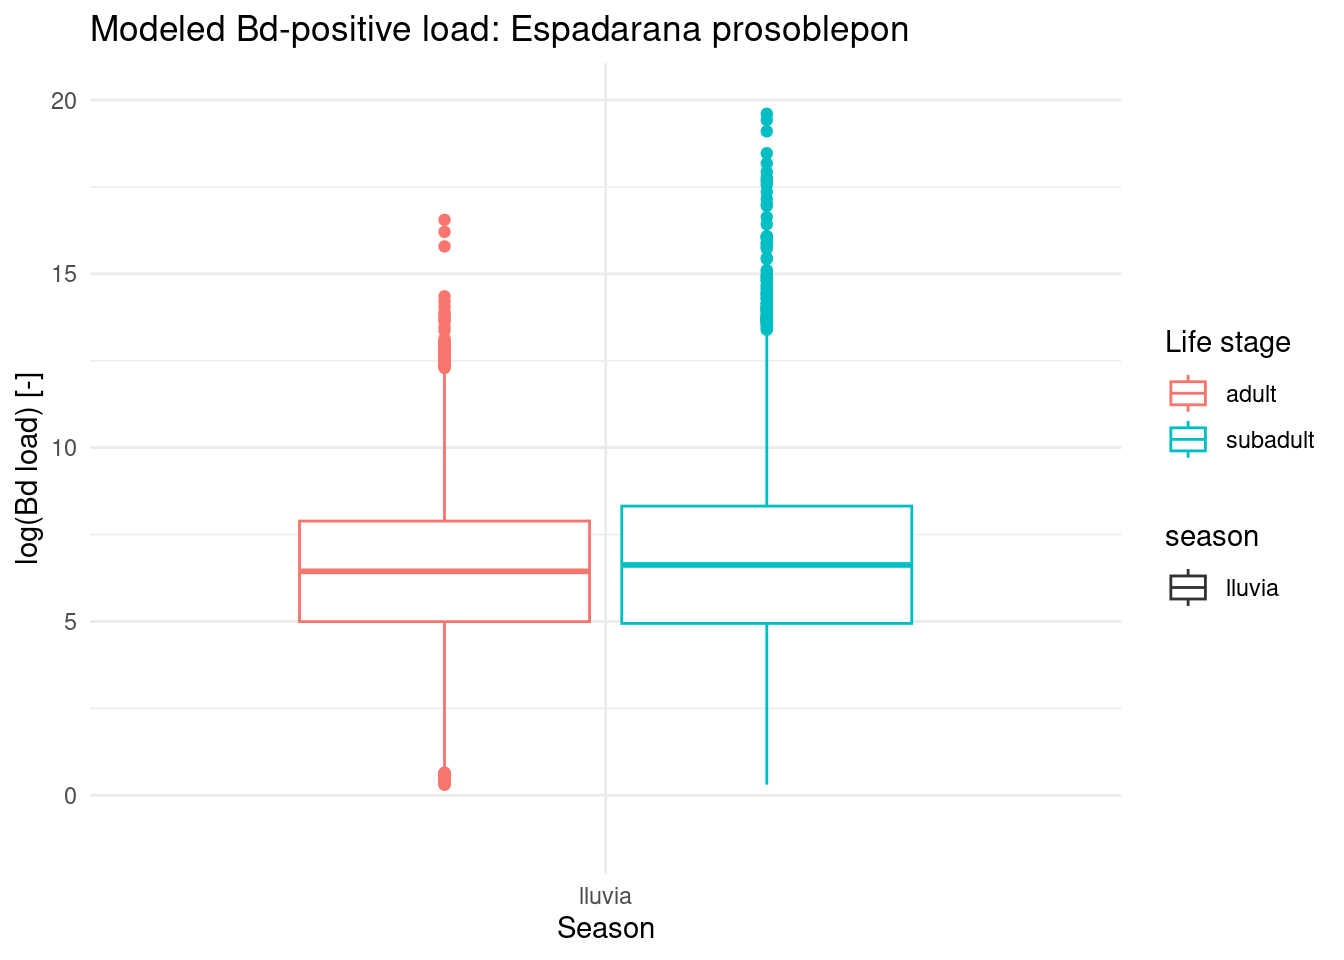 Modeled Bd-positive load: Espadarana prosoblepon
20
15
10
5
0
log(Bd load) [-]
lluvia
Season
Life stage
adult
subadult
season
lluvia